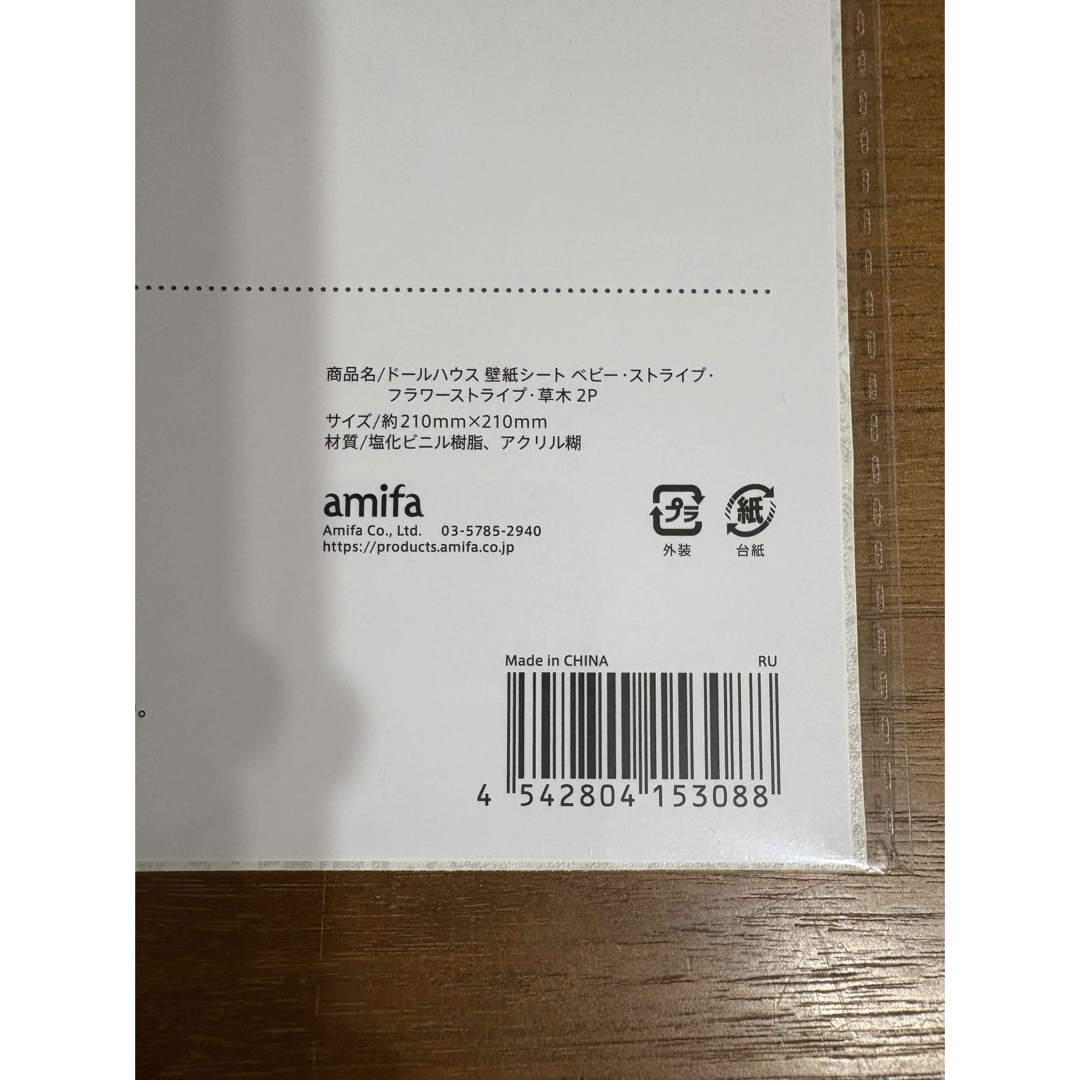 商品名/ドールハウス 壁紙シート ベビー・ストライプ・
フラワーストライプ・草木 2P
サイズ/約210mm×210mm
材質/塩化ビニル樹脂、アクリル糊
amifa
Amifa Co., Ltd. 03-5785-2940
https://products.amifa.co.jp
プラ
外装
紙
台紙
Made in CHINA RU
。
4 542804 153088